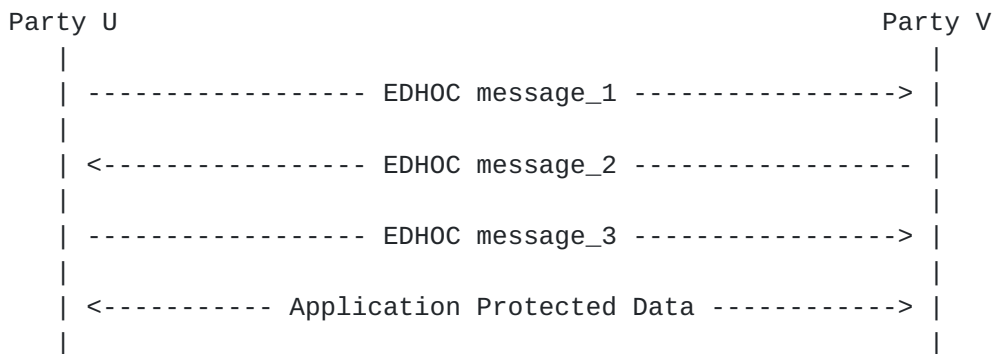 Party U Party V
EDHOC message_1
EDHOC message_2
EDHOC message_3
Application Protected Data